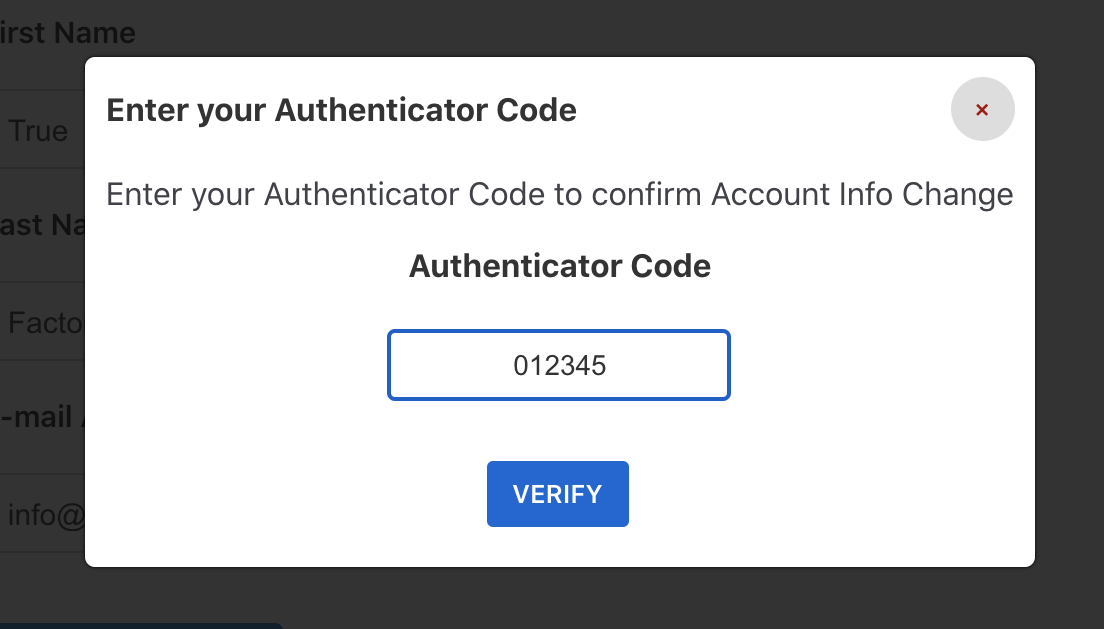 irst Name
Enter your Authenticator Code
×
True
Enter your Authenticator Code to confirm Account Info Change
ast Na
Authenticator Code
Facto
012345
-mail
info@
VERIFY